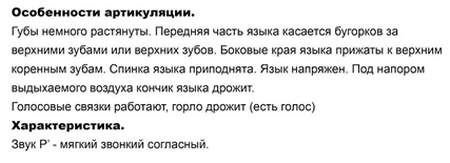 Особенности артикуляции.
Губы немного растянуты. Передняя часть языка касается бугорков за
верхними зубами или верхних зубов. Боковые края языка прижаты к верхним
коренным зубам. Спинка языка приподнята. Язык напряжен. Под напором
выдыхаемого воздуха кончик языка дрожит.
Голосовые связки работают, горло дрожит (есть голос)
Характеристика.
Звук Р’ - мягкий звонкий согласный.